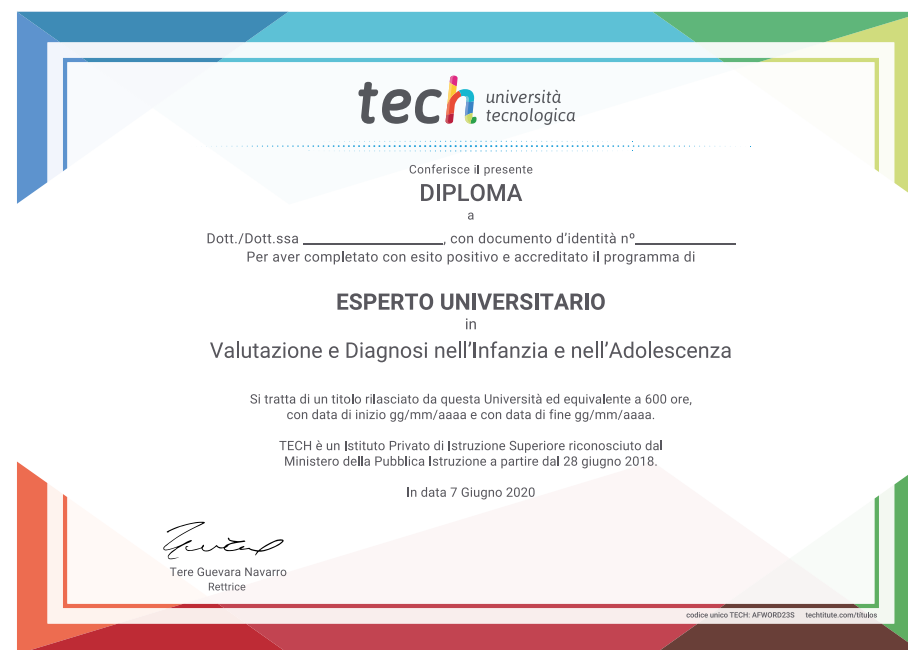 tech università
tecnologica
Conferisce il presente
DIPLOMA
a
Dott./Dott.ssa ____________________, con documento d'identità nº______________
Per aver completato con esito positivo e accreditato il programma di
ESPERTO UNIVERSITARIO
in
Valutazione e Diagnosi nell'Infanzia e nell'Adolescenza
Si tratta di un titolo rilasciato da questa Università ed equivalente a 600 ore,
con data di inizio gg/mm/aaaa e con data di fine gg/mm/aaaa.
TECH è un Istituto Privato di Istruzione Superiore riconosciuto dal
Ministero della Pubblica Istruzione a partire dal 28 giugno 2018.
In data 7 Giugno 2020
Tere Guevara Navarro
Rettrice
codice unico TECH: AFWORD23S techtitute.com/títulos